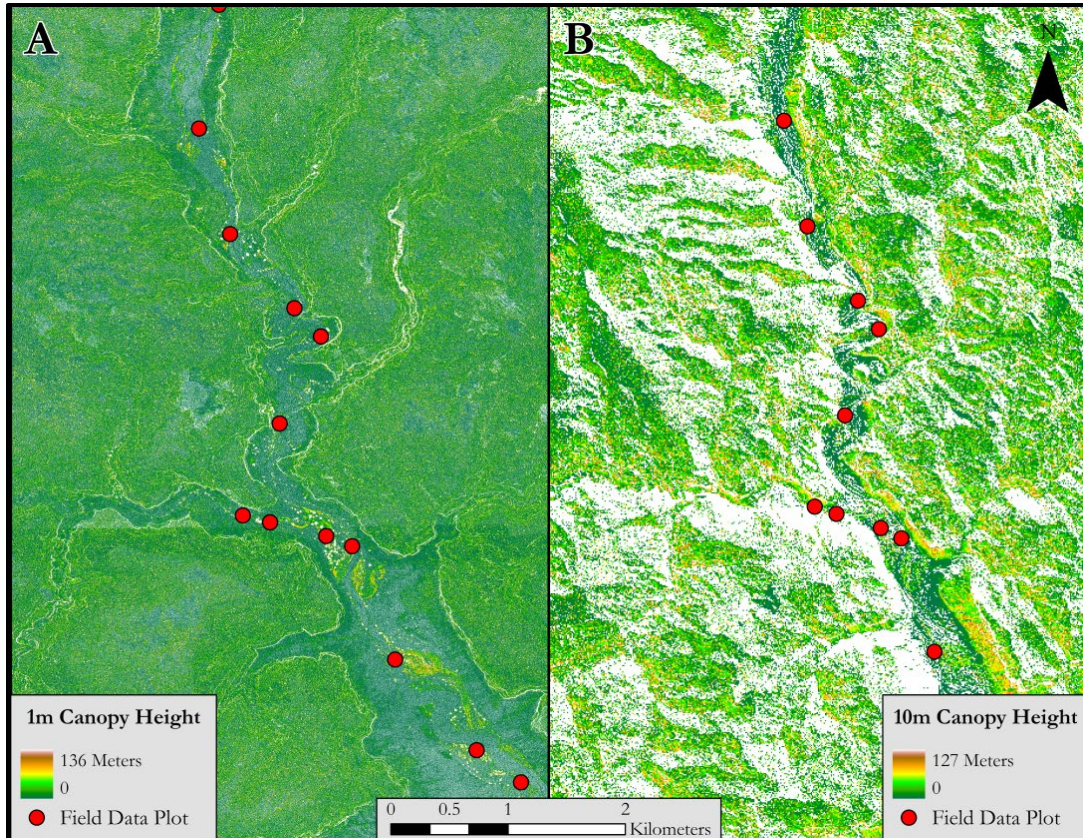 A
B
N
1m Canopy Height
136 Meters
0
Field Data Plot
10m Canopy Height
127 Meters
0
Field Data Plot
0 0.5 1 2
Kilometers